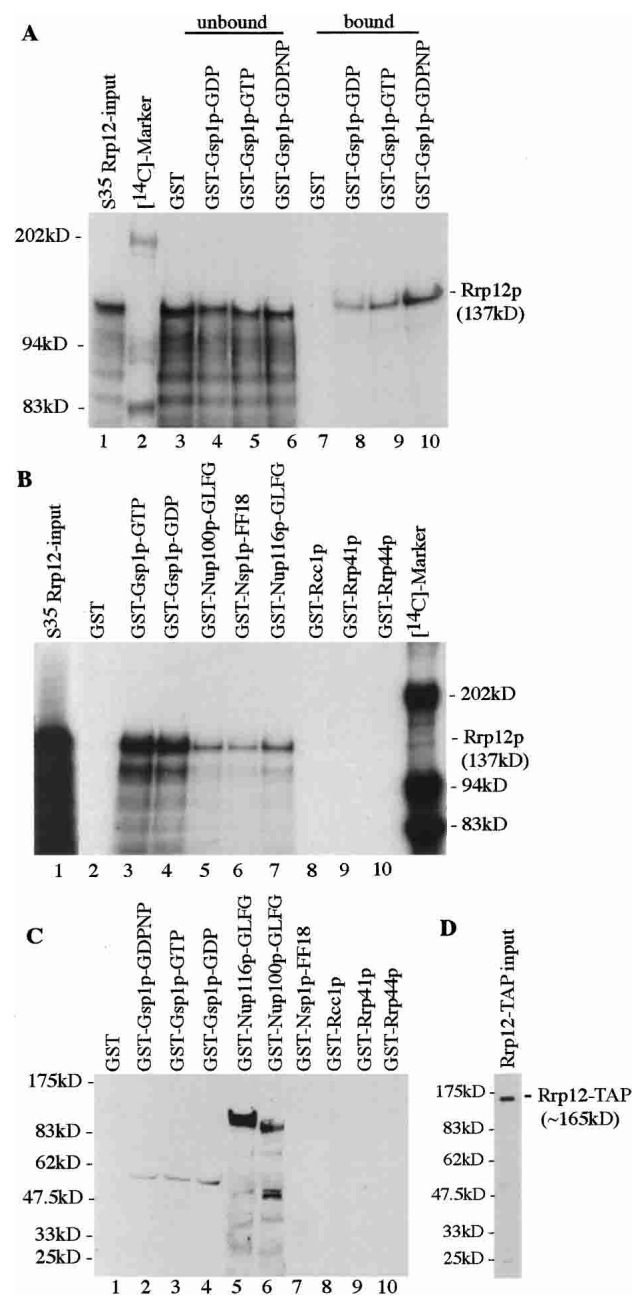 A
unbound
bound
S35 Rrp12-input
[14C]-Marker
GST
GST-Gsp1p-GDP
GST-Gsp1p-GTP
GST-Gsp1p-GDPNP
GST
GST-Gsp1p-GDP
GST-Gsp1p-GTP
GST-Gsp1p-GDPNP
202kD -
94kD -
83kD -
- Rrp12p
(137kD)
1 2 3 4 5 6 7 8 9 10
B
S35 Rrp12-input
GST
GST-Gsp1p-GTP
GST-Gsp1p-GDP
GST-Nup100p-GLFG
GST-Nsp1p-FF18
GST-Nup116p-GLFG
GST-Rcc1p
GST-Rrp41p
GST-Rrp44p
[14C]-Marker
- 202kD
- Rrp12p
(137kD)
- 94kD
- 83kD
1 2 3 4 5 6 7 8 9 10
C
GST
GST-Gsp1p-GDPNP
GST-Gsp1p-GTP
GST-Gsp1p-GDP
GST-Nup116p-GLFG
GST-Nup100p-GLFG
GST-Nsp1p-FF18
GST-Rcc1p
GST-Rrp41p
GST-Rrp44p
175kD -
83kD -
62kD -
47.5kD -
33kD -
25kD -
1 2 3 4 5 6 7 8 9 10
D
Rrp12-TAP input
175kD -
83kD -
62kD -
47.5kD -
33kD -
25kD -
- Rrp12-TAP
(~165kD)